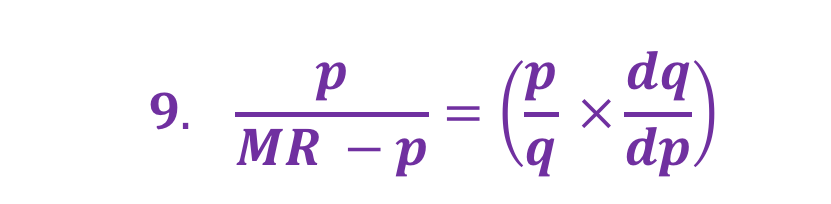 9. p / (MR − p) = (p/q × dq/dp)